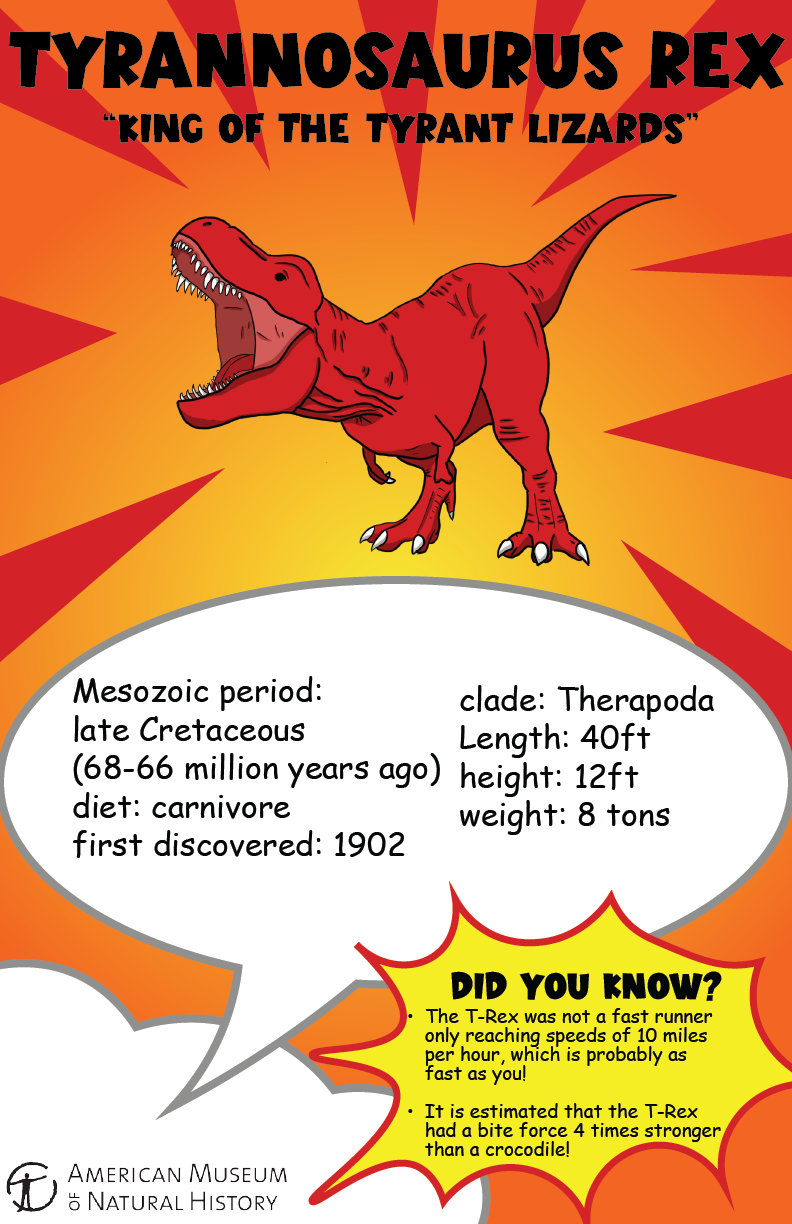 TYRANNOSAURUS REX
“KING OF THE TYRANT LIZARDS”
Mesozoic period:
late Cretaceous
(68-66 million years ago)
diet: carnivore
first discovered: 1902
clade: Therapoda
Length: 40ft
height: 12ft
weight: 8 tons
DID YOU KNOW?
• The T-Rex was not a fast runner
only reaching speeds of 10 miles
per hour, which is probably as
fast as you!
• It is estimated that the T-Rex
had a bite force 4 times stronger
than a crocodile!
AMERICAN MUSEUM
OF NATURAL HISTORY